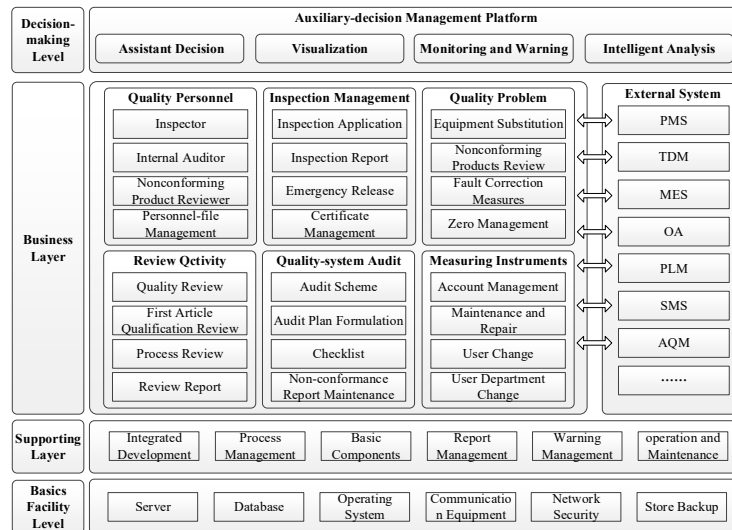 Decision-
making
Level
Auxiliary-decision Management Platform
Assistant Decision
Visualization
Monitoring and Warning
Intelligent Analysis
Business
Layer
Quality Personnel
Inspector
Internal Auditor
Nonconforming
Product Reviewer
Personnel-file
Management
Inspection Management
Inspection Application
Inspection Report
Emergency Release
Certificate
Management
Quality Problem
Equipment Substitution
Nonconforming
Products Review
Fault Correction
Measures
Zero Management
Review Qctivity
Quality Review
First Article
Qualification Review
Process Review
Review Report
Quality-system Audit
Audit Scheme
Audit Plan Formulation
Checklist
Non-conformance
Report Maintenance
Measuring Instruments
Account Management
Maintenance and
Repair
User Change
User Department
Change
External System
PMS
TDM
MES
OA
PLM
SMS
AQM
......
Supporting
Layer
Integrated
Development
Process
Management
Basic
Components
Report
Management
Warning
Management
operation and
Maintenance
Basics
Facility
Level
Server
Database
Operating
System
Communicatio
n Equipment
Network
Security
Store Backup